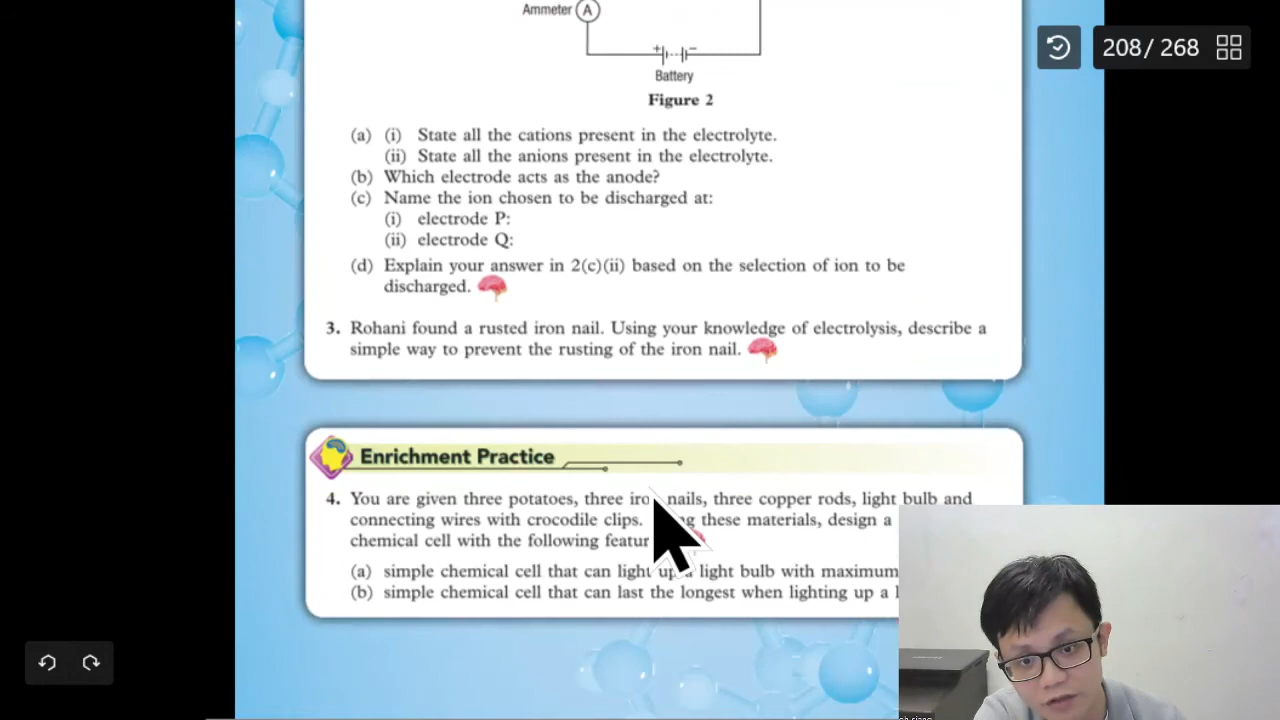 Ammeter A
208/ 268
+ −
Battery
Figure 2
(a) (i) State all the cations present in the electrolyte.
(ii) State all the anions present in the electrolyte.
(b) Which electrode acts as the anode?
(c) Name the ion chosen to be discharged at:
(i) electrode P:
(ii) electrode Q:
(d) Explain your answer in 2(c)(ii) based on the selection of ion to be
discharged.
3. Rohani found a rusted iron nail. Using your knowledge of electrolysis, describe a
simple way to prevent the rusting of the iron nail.
Enrichment Practice
4. You are given three potatoes, three iro nails, three copper rods, light bulb and
connecting wires with crocodile clips. these materials, design a
chemical cell with the following
(a) simple chemical cell that can light up light bulb with maximum
(b) simple chemical cell that can last the longest when lighting up a